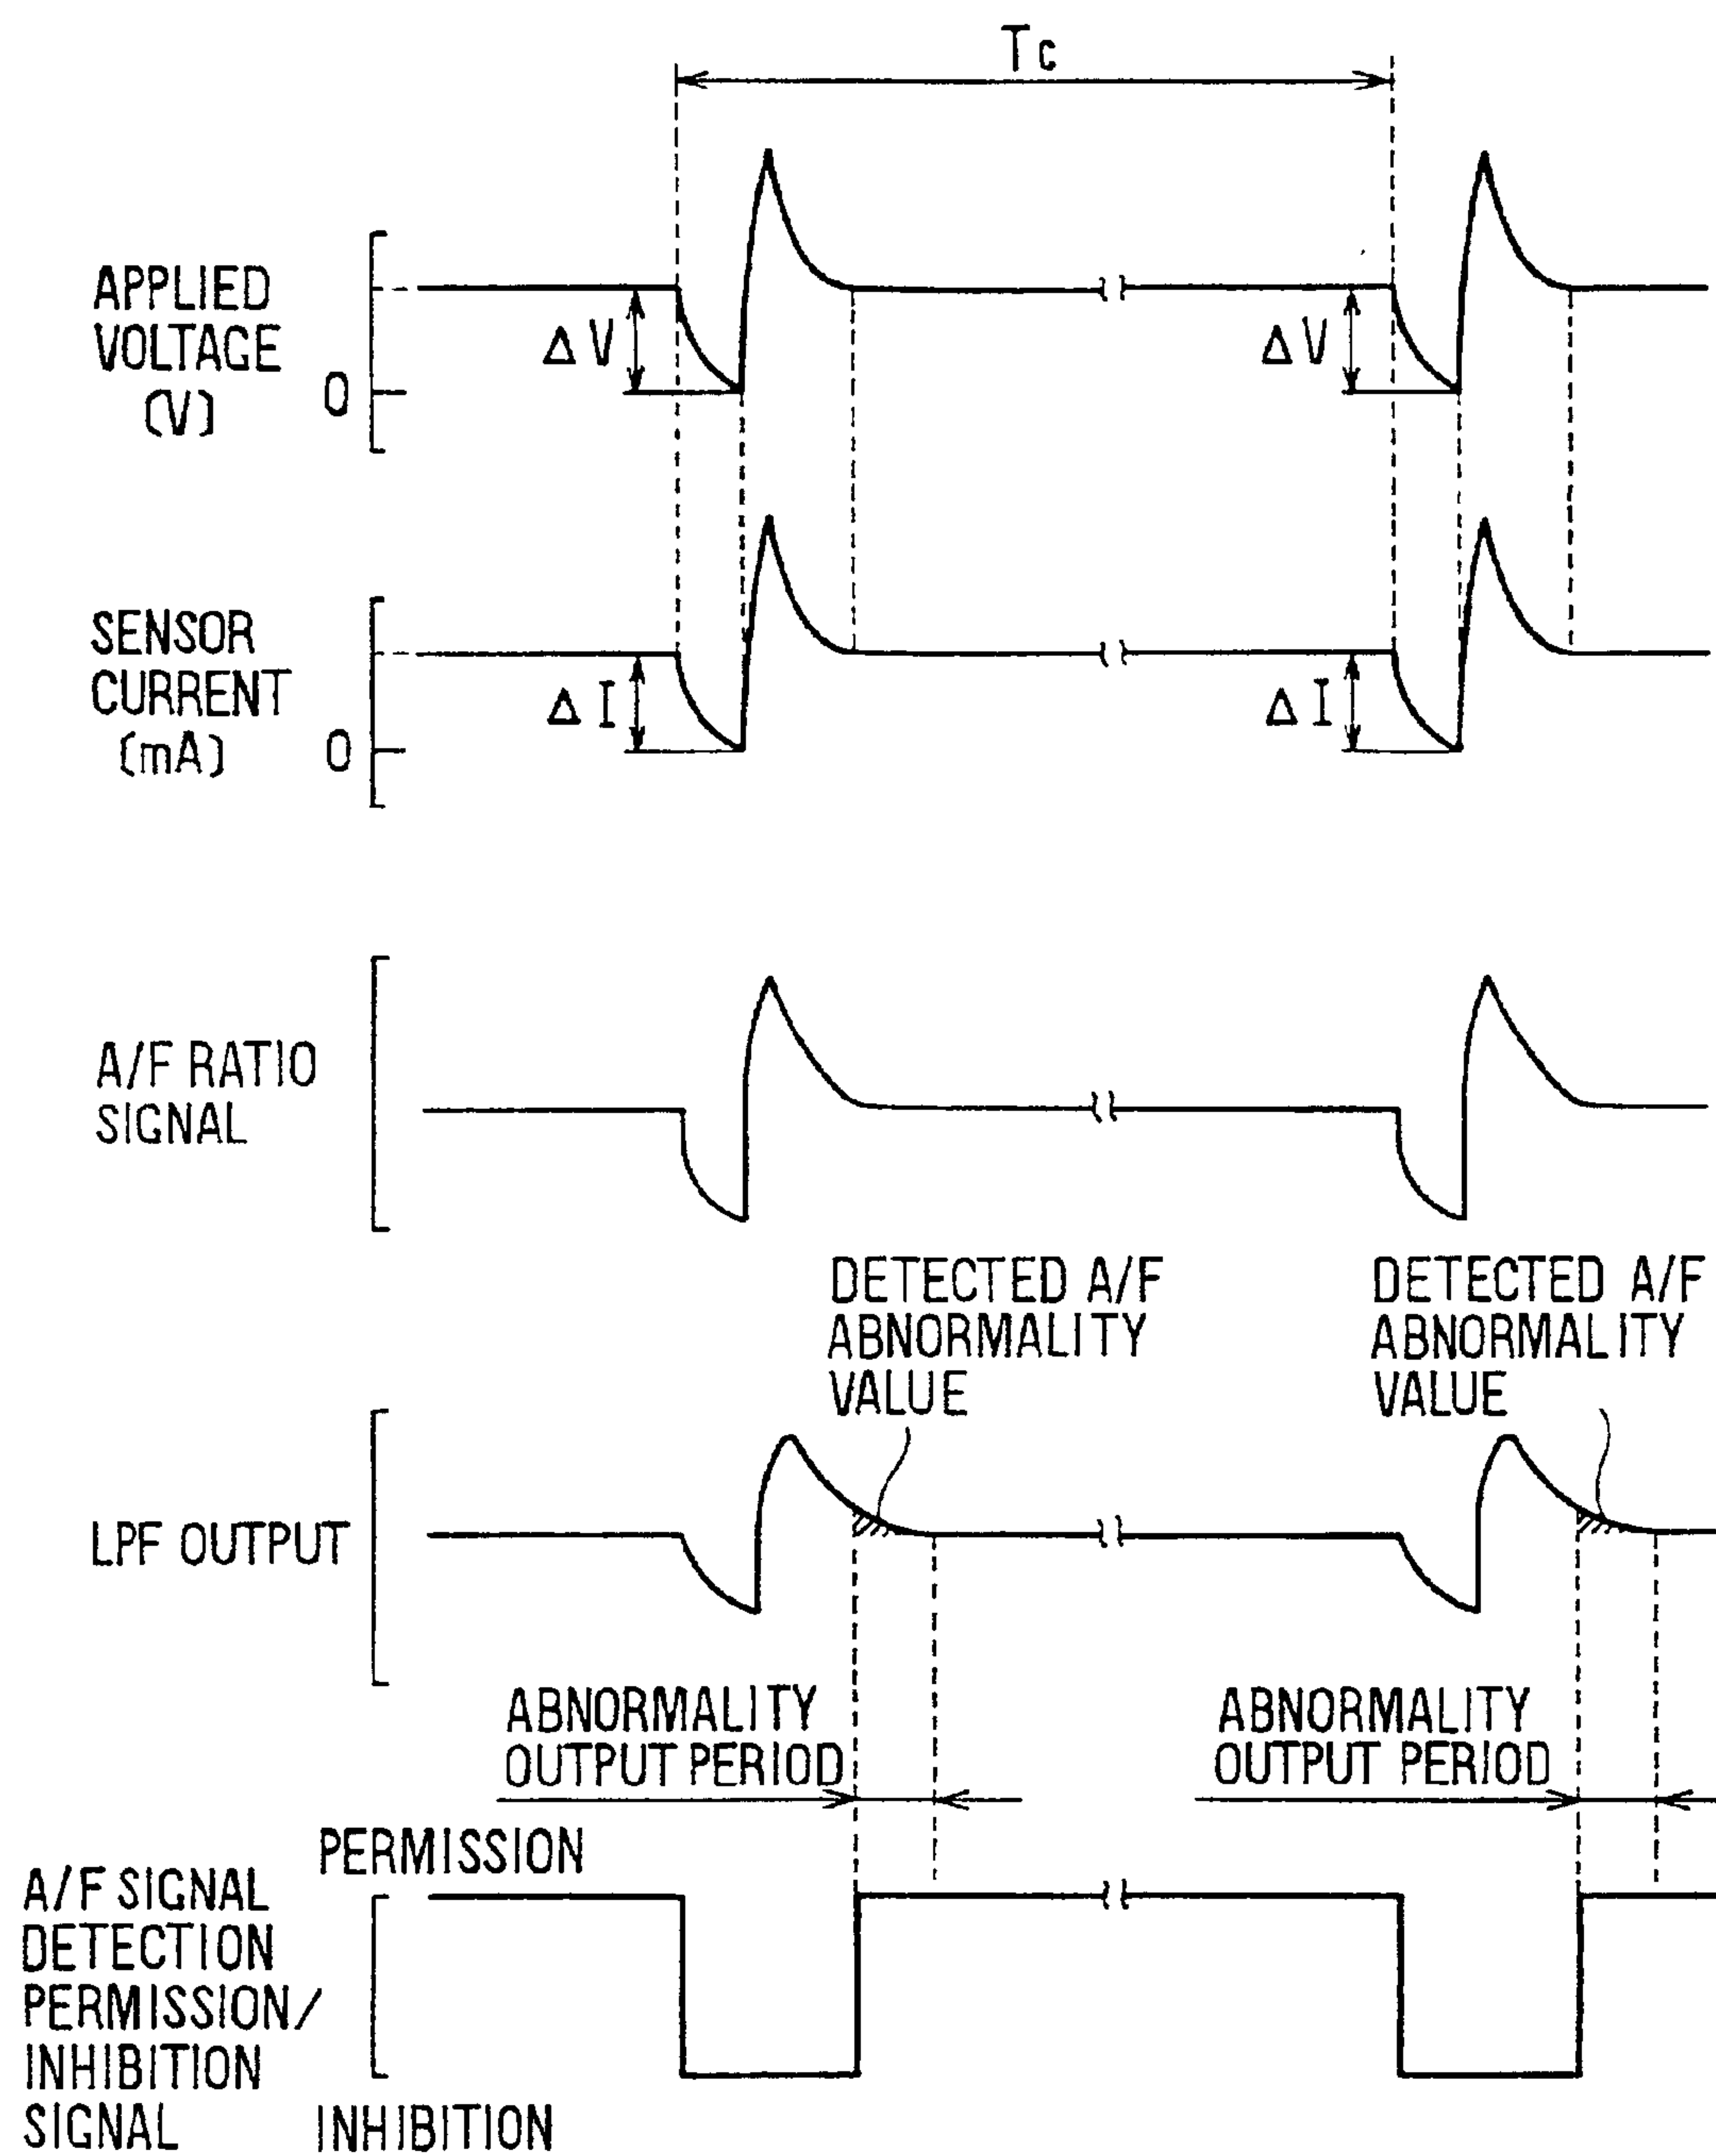 Tc
APPLIED
VOLTAGE
(V)
0
ΔV
ΔV
SENSOR
CURRENT
(mA)
0
ΔI
ΔI
A/F RATIO
SIGNAL
DETECTED A/F
ABNORMALITY
VALUE
DETECTED A/F
ABNORMALITY
VALUE
LPF OUTPUT
ABNORMALITY
OUTPUT PERIOD
ABNORMALITY
OUTPUT PERIOD
PERMISSION
A/F SIGNAL
DETECTION
PERMISSION/
INHIBITION
SIGNAL
INHIBITION